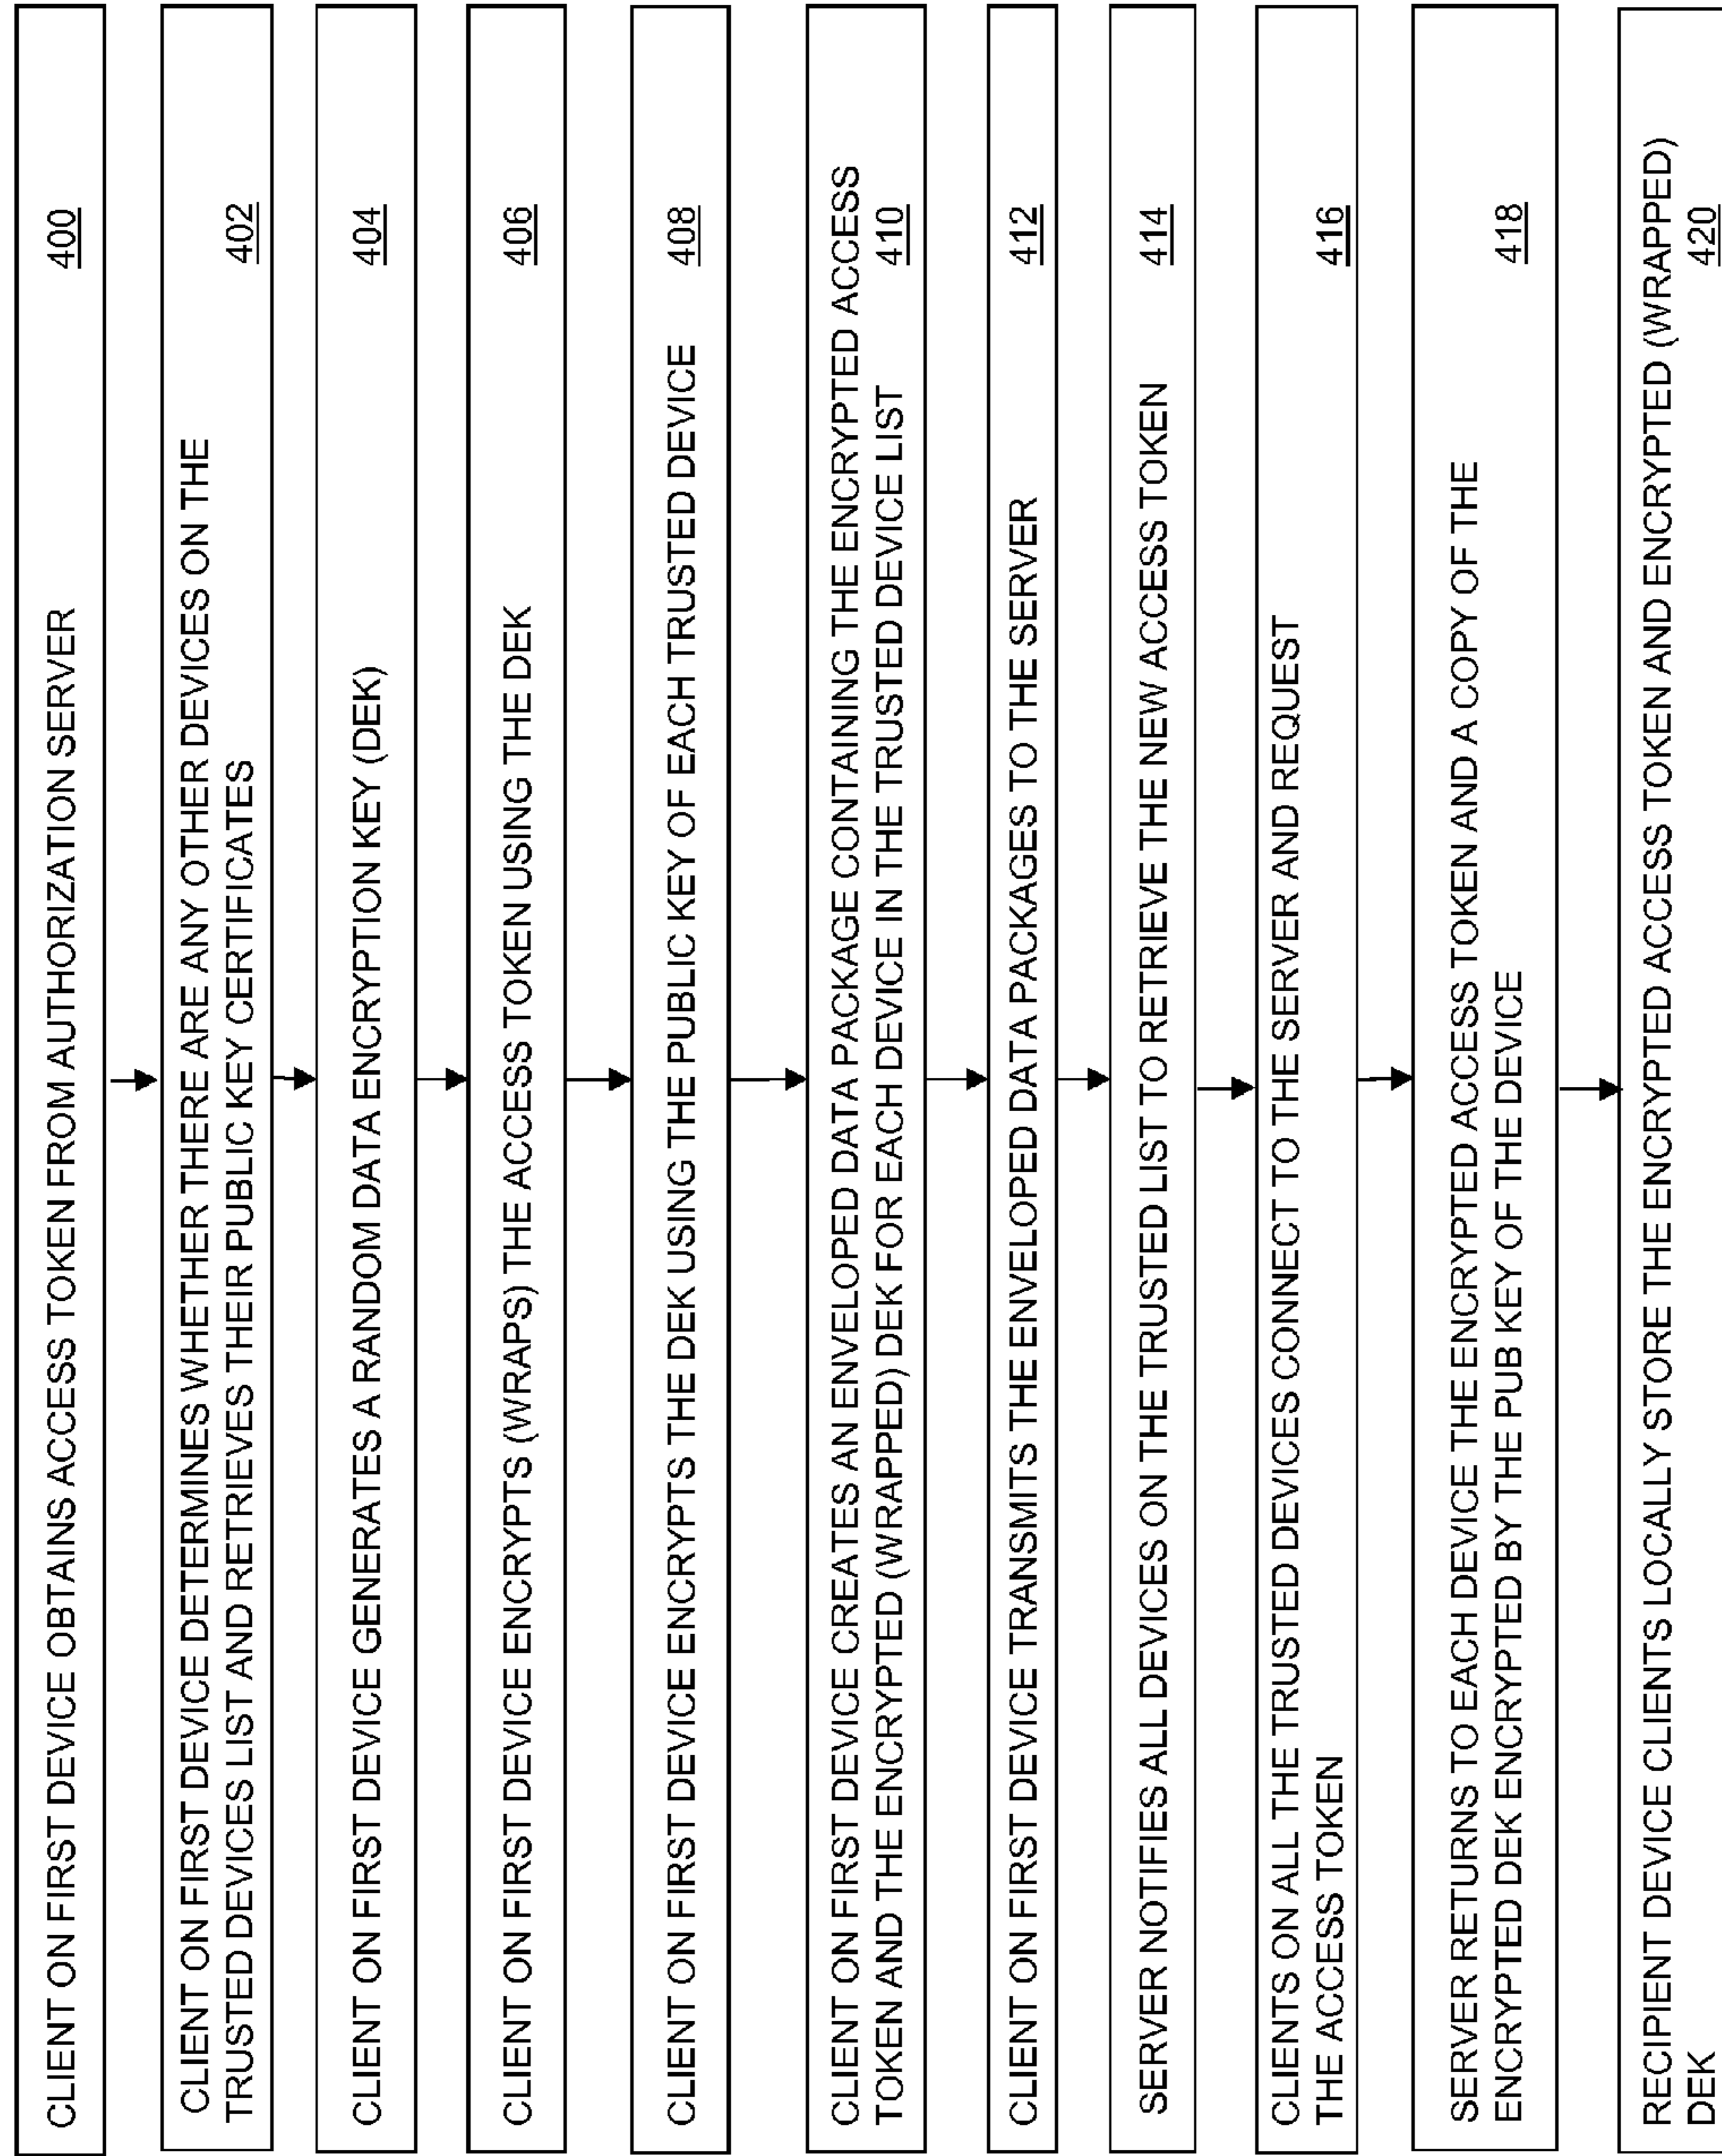 CLIENT ON FIRST DEVICE OBTAINS ACCESS TOKEN FROM AUTHORIZATION SERVER
400
CLIENT ON FIRST DEVICE DETERMINES WHETHER THERE ARE ANY OTHER DEVICES ON THE
TRUSTED DEVICES LIST AND RETRIEVES THEIR PUBLIC KEY CERTIFICATES
402
CLIENT ON FIRST DEVICE GENERATES A RANDOM DATA ENCRYPTION KEY (DEK)
404
CLIENT ON FIRST DEVICE ENCRYPTS (WRAPS) THE ACCESS TOKEN USING THE DEK
406
CLIENT ON FIRST DEVICE ENCRYPTS THE DEK USING THE PUBLIC KEY OF EACH TRUSTED DEVICE
408
CLIENT ON FIRST DEVICE CREATES AN ENVELOPED DATA PACKAGE CONTAINING THE ENCRYPTED ACCESS
TOKEN AND THE ENCRYPTED (WRAPPED) DEK FOR EACH DEVICE IN THE TRUSTED DEVICE LIST
410
CLIENT ON FIRST DEVICE TRANSMITS THE ENVELOPED DATA PACKAGES TO THE SERVER
412
SERVER NOTIFIES ALL DEVICES ON THE TRUSTED LIST TO RETRIEVE THE NEW ACCESS TOKEN
414
CLIENTS ON ALL THE TRUSTED DEVICES CONNECT TO THE SERVER AND REQUEST
THE ACCESS TOKEN
416
SERVER RETURNS TO EACH DEVICE THE ENCRYPTED ACCESS TOKEN AND A COPY OF THE
ENCRYPTED DEK ENCRYPTED BY THE PUB KEY OF THE DEVICE
418
RECIPIENT DEVICE CLIENTS LOCALLY STORE THE ENCRYPTED ACCESS TOKEN AND ENCRYPTED (WRAPPED)
DEK
420